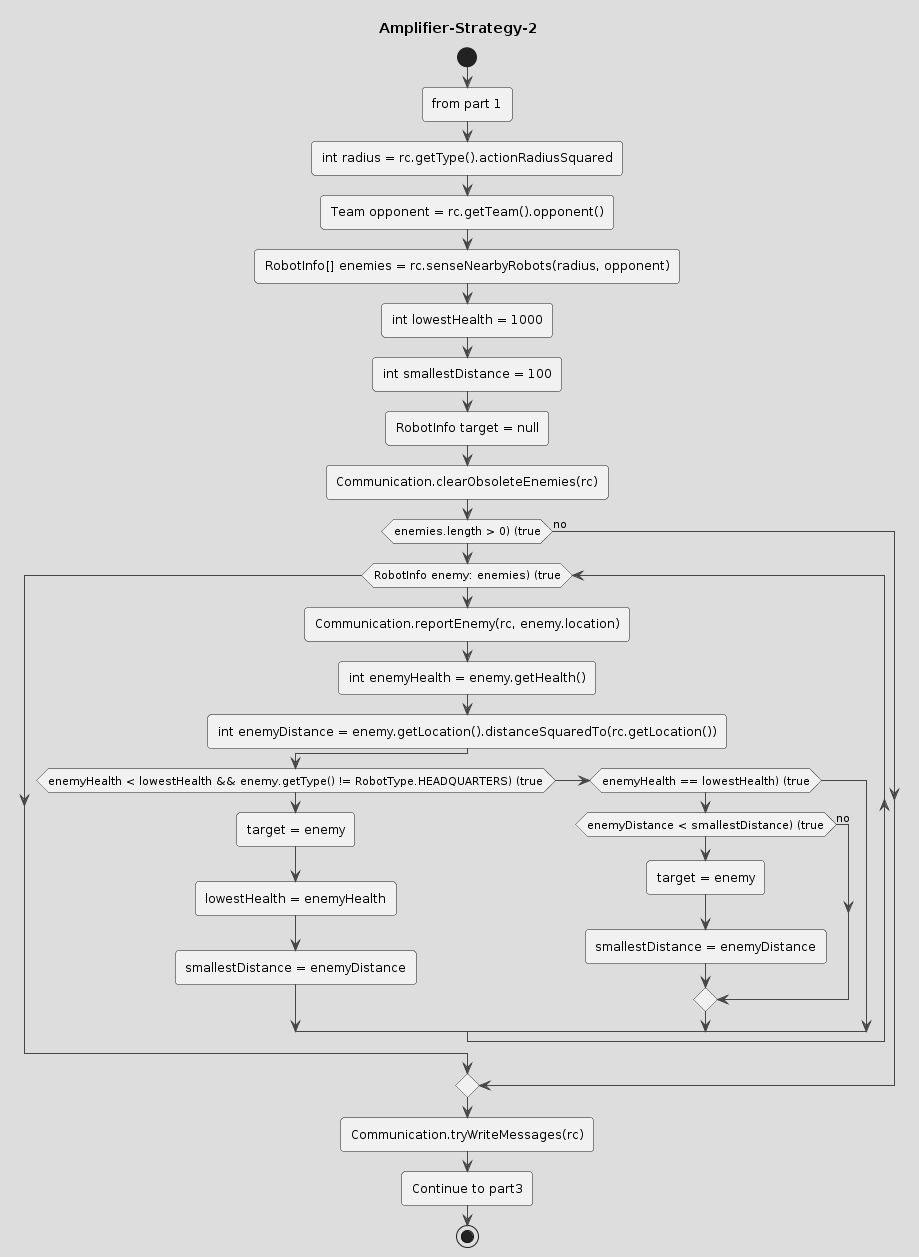 Amplifier-Strategy-2
from part 1
int radius = rc.getType().actionRadiusSquared
Team opponent = rc.getTeam().opponent()
RobotInfo[] enemies = rc.senseNearbyRobots(radius, opponent)
int lowestHealth = 1000
int smallestDistance = 100
RobotInfo target = null
Communication.clearObsoleteEnemies(rc)
enemies.length > 0) (true
no
RobotInfo enemy: enemies) (true
Communication.reportEnemy(rc, enemy.location)
int enemyHealth = enemy.getHealth()
int enemyDistance = enemy.getLocation().distanceSquaredTo(rc.getLocation())
enemyHealth < lowestHealth && enemy.getType() != RobotType.HEADQUARTERS) (true
enemyHealth == lowestHealth) (true
target = enemy
lowestHealth = enemyHealth
smallestDistance = enemyDistance
enemyDistance < smallestDistance) (true
no
target = enemy
smallestDistance = enemyDistance
Communication.tryWriteMessages(rc)
Continue to part3